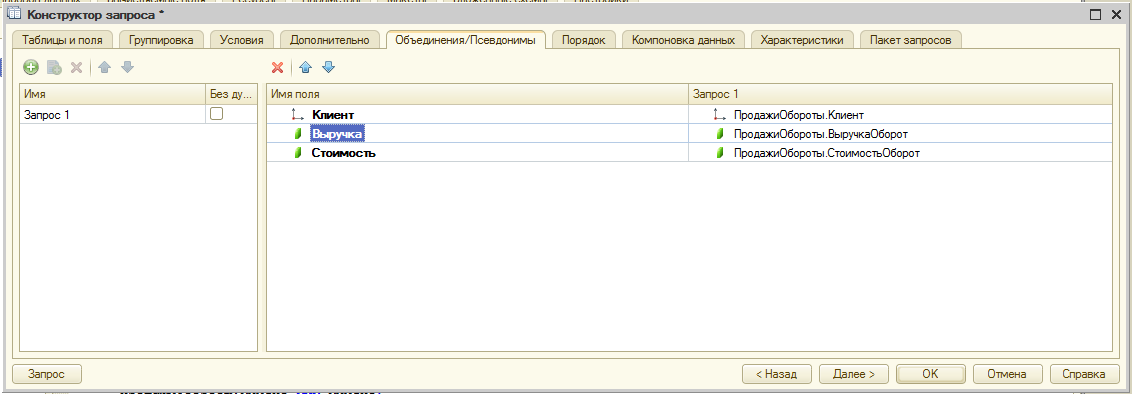 Конструктор запроса *
Таблицы и поля Группировка Условия Дополнительно Объединения/Псевдонимы Порядок Компоновка данных Характеристики Пакет запросов
Имя Без ду... Имя поля Запрос 1
Запрос 1 Клиент ПродажиОбороты.Клиент
Выручка ПродажиОбороты.ВыручкаОборот
Стоимость ПродажиОбороты.СтоимостьОборот
Запрос < Назад Далее > OK Отмена Справка